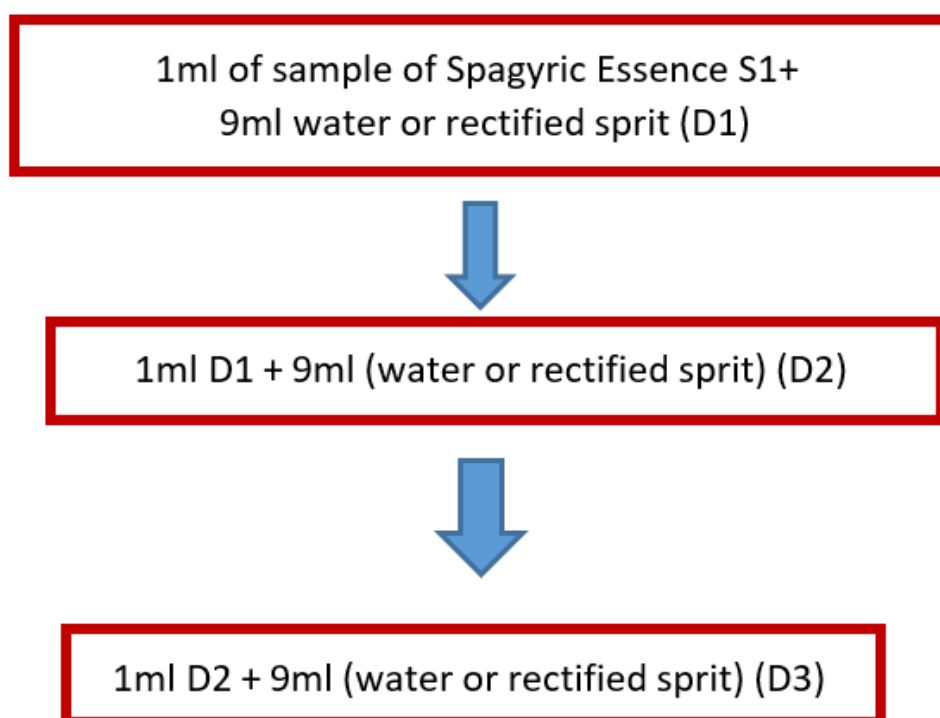 1ml of sample of Spagyric Essence S1+
9ml water or rectified sprit (D1)
1ml D1 + 9ml (water or rectified sprit) (D2)
1ml D2 + 9ml (water or rectified sprit) (D3)